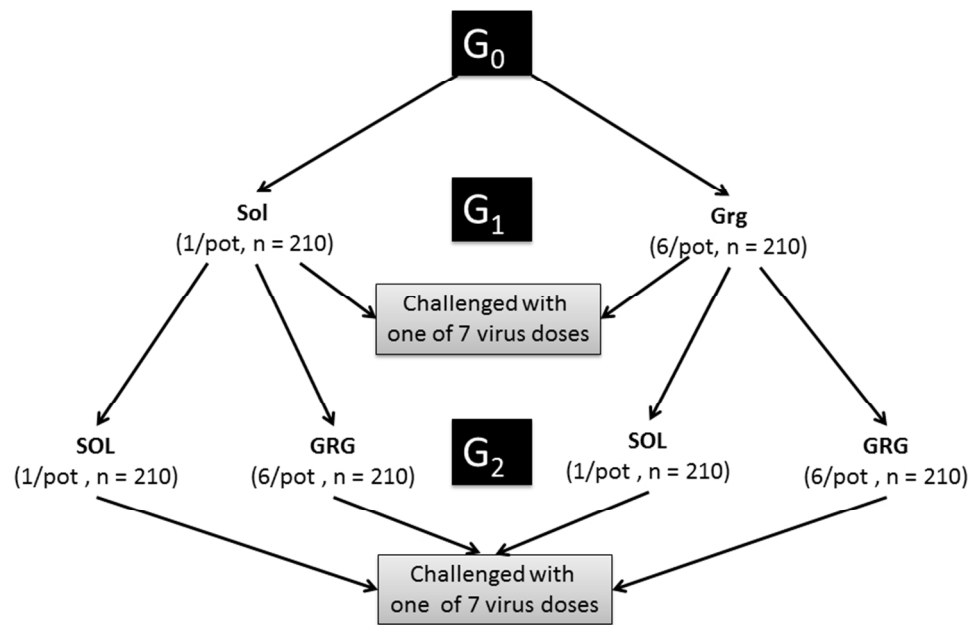 G0
Sol
(1/pot, n = 210)
G1
Grg
(6/pot, n = 210)
Challenged with
one of 7 virus doses
SOL
(1/pot , n = 210)
GRG
(6/pot , n = 210)
G2
SOL
(1/pot , n = 210)
GRG
(6/pot , n = 210)
Challenged with
one of 7 virus doses